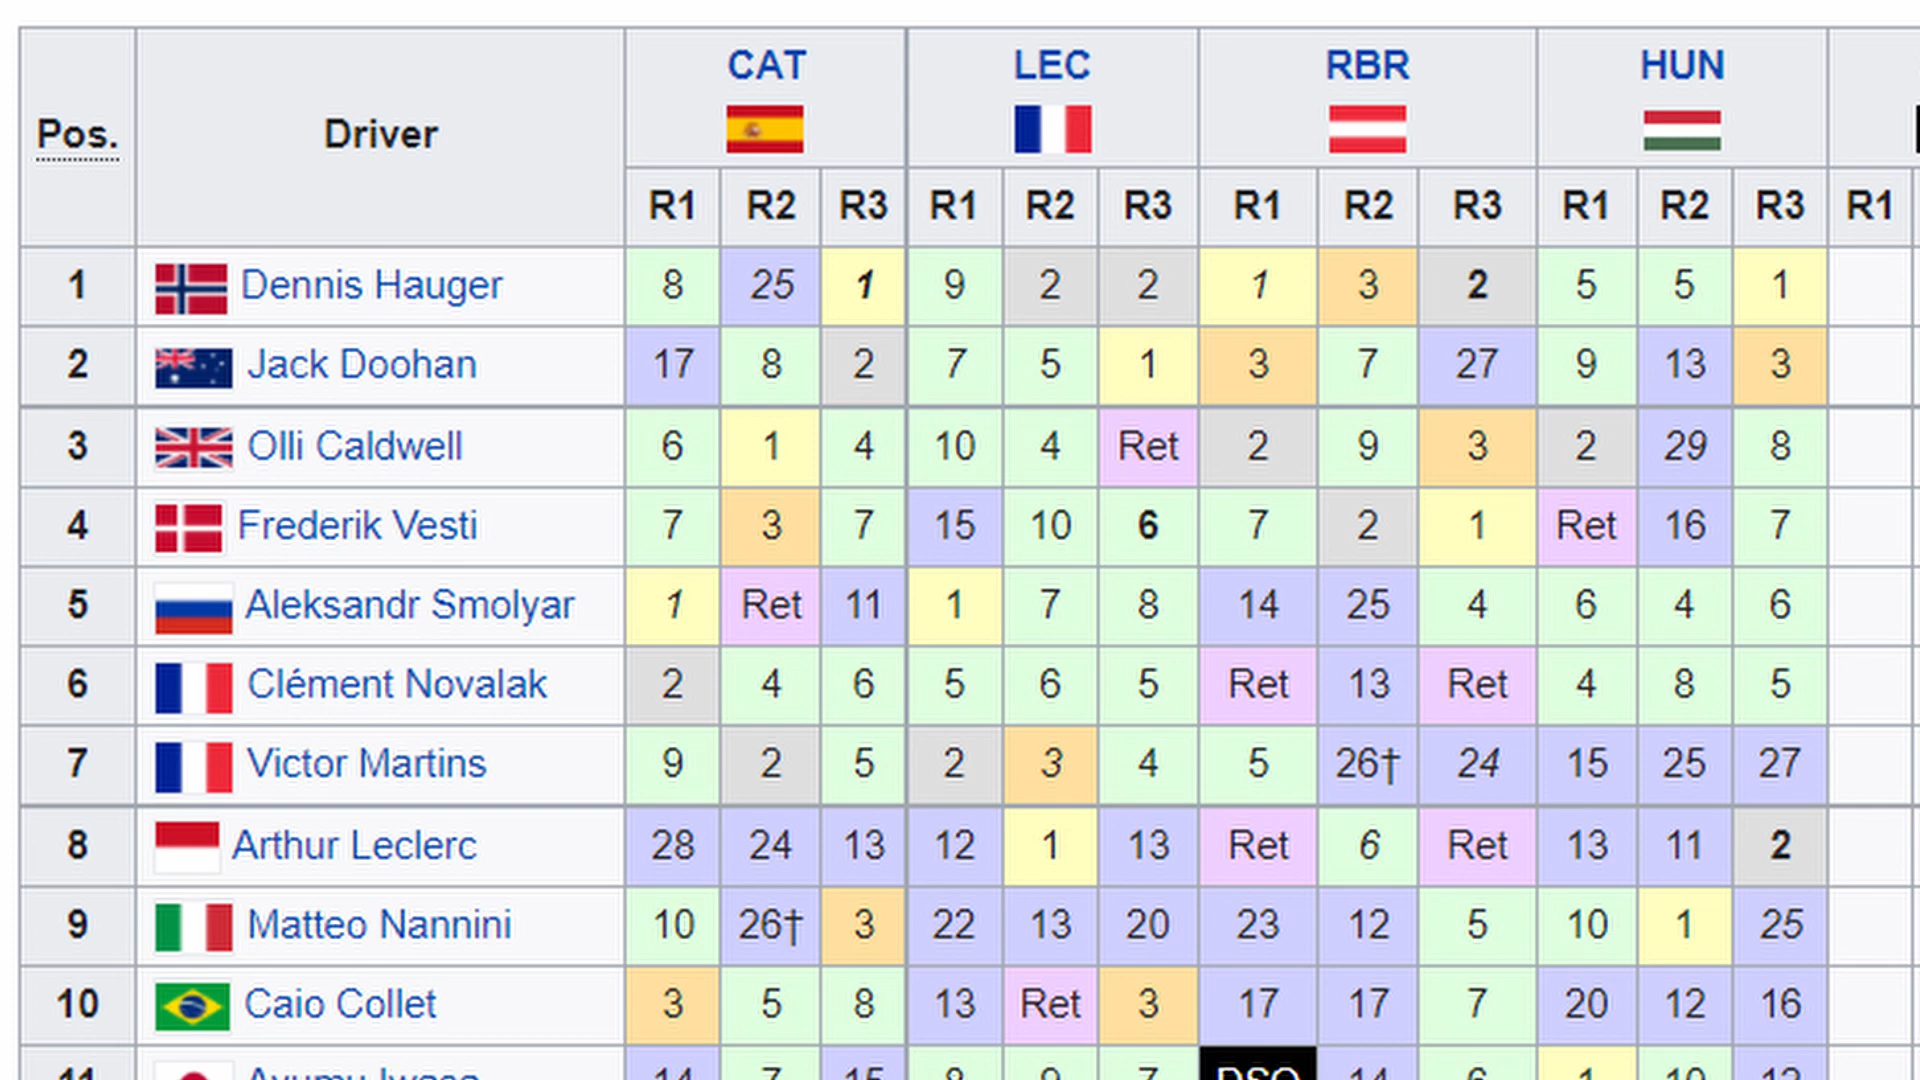 Pos. Driver CAT LEC RBR HUN
R1 R2 R3 R1 R2 R3 R1 R2 R3 R1 R2 R3 R1
1 Dennis Hauger 8 25 1 9 2 2 1 3 2 5 5 1
2 Jack Doohan 17 8 2 7 5 1 3 7 27 9 13 3
3 Olli Caldwell 6 1 4 10 4 Ret 2 9 3 2 29 8
4 Frederik Vesti 7 3 7 15 10 6 7 2 1 Ret 16 7
5 Aleksandr Smolyar 1 Ret 11 1 7 8 14 25 4 6 4 6
6 Clément Novalak 2 4 6 5 6 5 Ret 13 Ret 4 8 5
7 Victor Martins 9 2 5 2 3 4 5 26† 24 15 25 27
8 Arthur Leclerc 28 24 13 12 1 13 Ret 6 Ret 13 11 2
9 Matteo Nannini 10 26† 3 22 13 20 23 12 5 10 1 25
10 Caio Collet 3 5 8 13 Ret 3 17 17 7 20 12 16
11 Ayumu Iwasa 14 7 15 8 9 7 DSQ 14 6 1 10